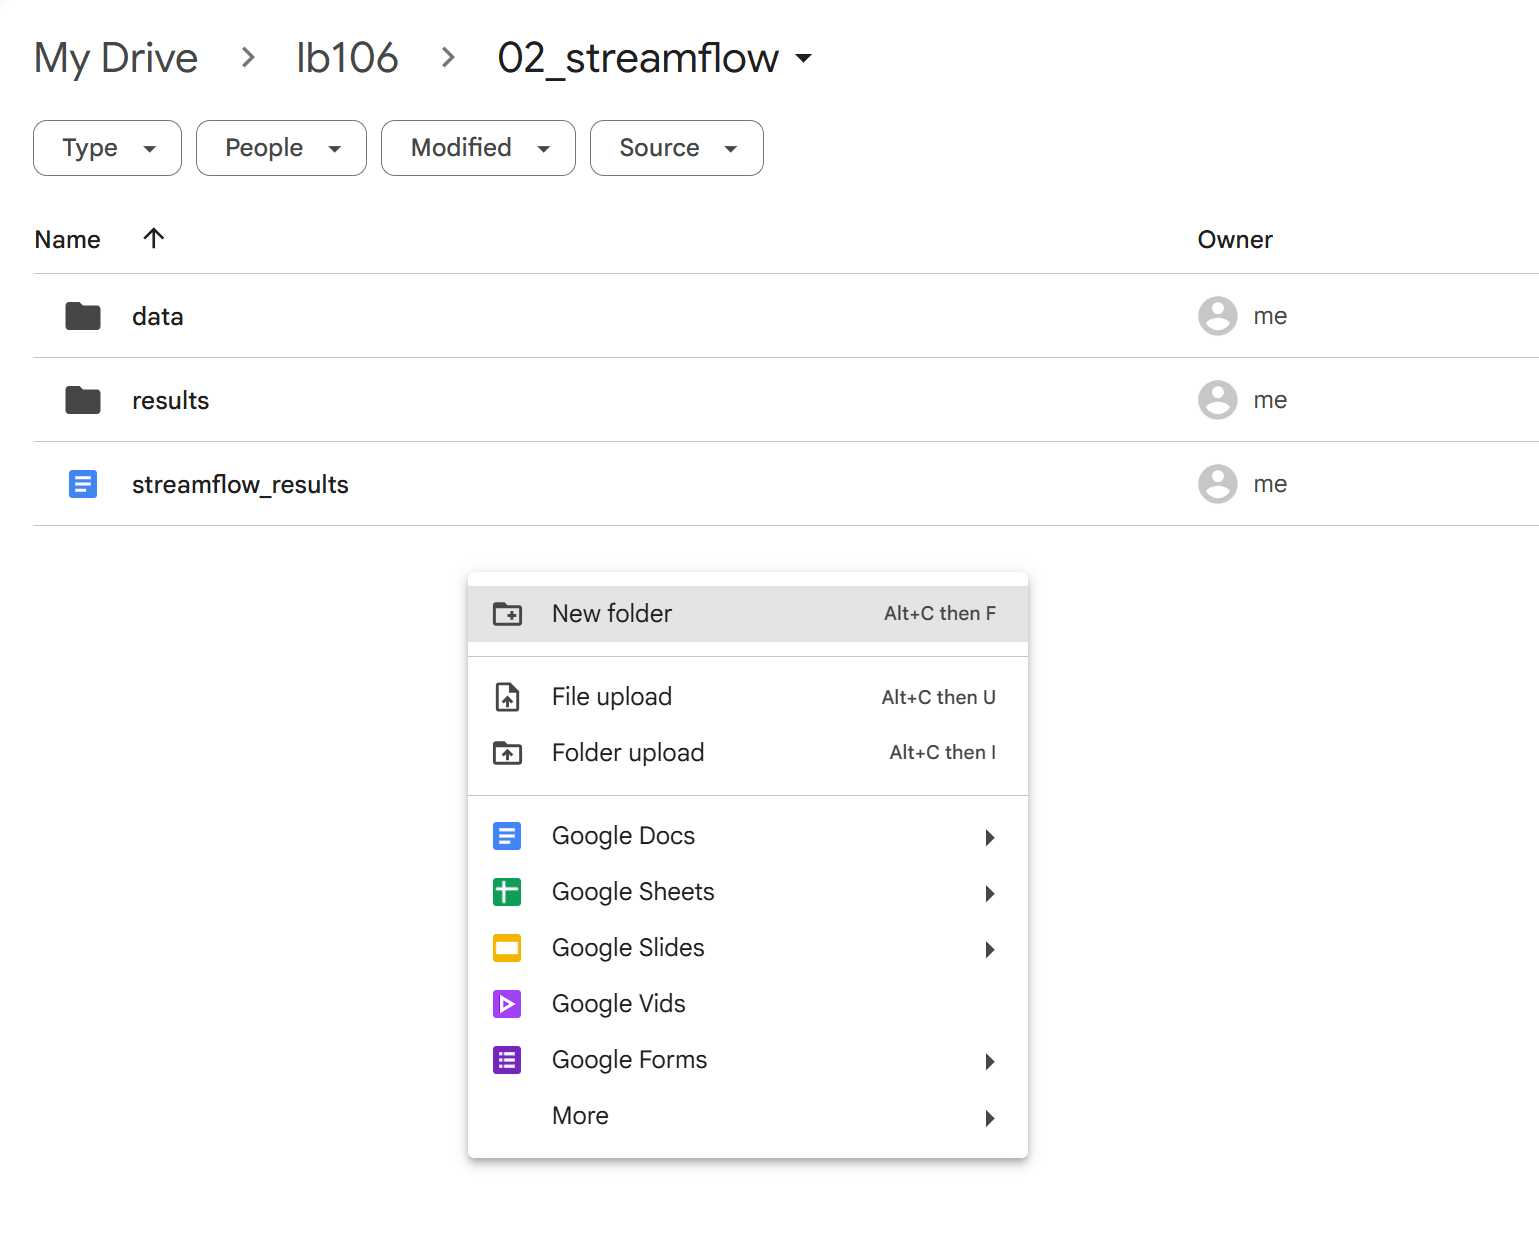 My Drive > lb106 > 02_streamflow
Type People Modified Source
Name Owner
data me
results me
streamflow_results me
New folder Alt+C then F
File upload Alt+C then U
Folder upload Alt+C then I
Google Docs
Google Sheets
Google Slides
Google Vids
Google Forms
More